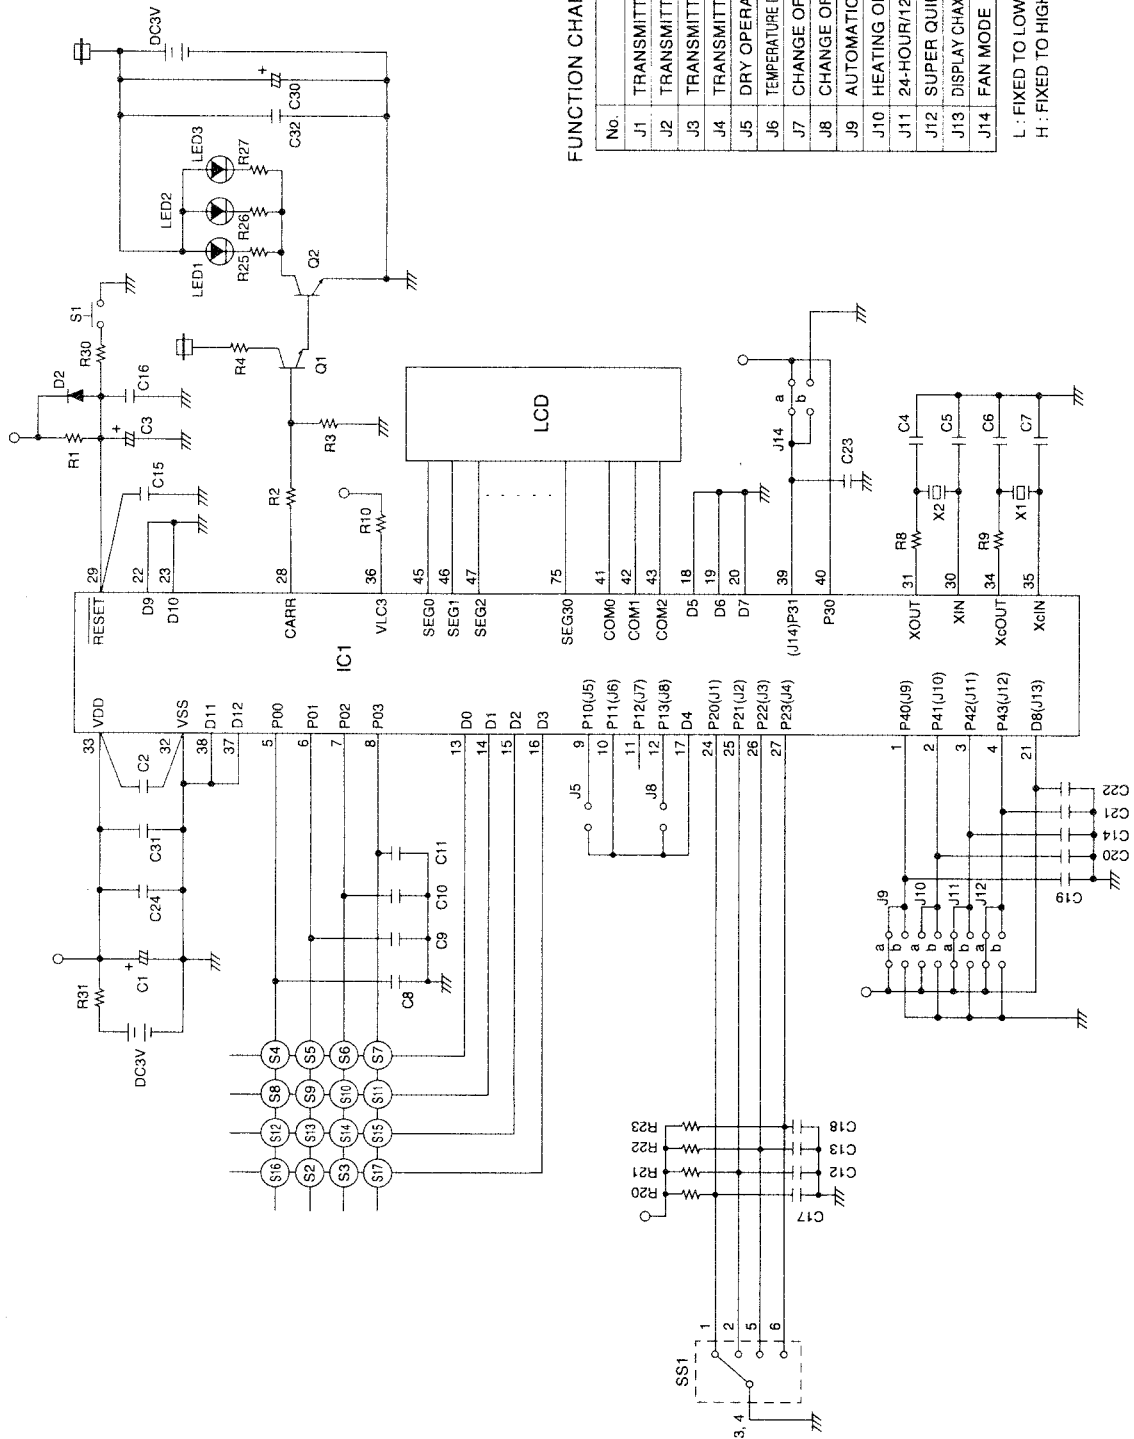 DC3V
C30
C32
LED3
LED2
LED1
R27
R26
R25
Q2
Q1
S1
R30
D2
C16
C3
R1
C15
R4
R3
R2
R10
LCD
J14
a
b
C23
C4
C5
C6
C7
X2
X1
R8
R9
29
22
23
28
36
45
46
47
75
41
42
43
18
19
20
39
40
31
30
34
35
RESET
D9
D10
CARR
VLC3
SEG0
SEG1
SEG2
SEG30
COM0
COM1
COM2
D5
D6
D7
(J14)P31
P30
XOUT
XIN
XcOUT
XcIN
IC1
VDD
VSS
D11
D12
P00
P01
P02
P03
D0
D1
D2
D3
P10(J5)
P11(J6)
P12(J7)
P13(J8)
D4
P20(J1)
P21(J2)
P22(J3)
P23(J4)
P40(J9)
P41(J10)
P42(J11)
P43(J12)
D8(J13)
33
32
38
37
5
6
7
8
13
14
15
16
9
10
11
12
17
24
25
26
27
1
2
3
4
21
C2
C31
C24
C1
+
R31
DC3V
C11
C10
C9
C8
S4 S5 S6 S7
S8 S9 S10 S11
S12 S13 S14 S15
S16 S2 S3 S17
J5
J8
R23
R22
R21
R20
C18
C13
C12
C17
SS1
1
2
5
6
3, 4
J9
J10
J11
J12
a
b
a
b
a
b
a
b
C22
C21
C14
C20
C19
FUNCTION CHA
No.
J1 TRANSMITT
J2 TRANSMITT
J3 TRANSMITT
J4 TRANSMITT
J5 DRY OPERA
J6 TEMPERATURE
J7 CHANGE OF
J8 CHANGE OF
J9 AUTOMATIC
J10 HEATING O
J11 24-HOUR/12
J12 SUPER QUI
J13 DISPLAY CHAX
J14 FAN MODE
L : FIXED TO LOW
H : FIXED TO HIGH